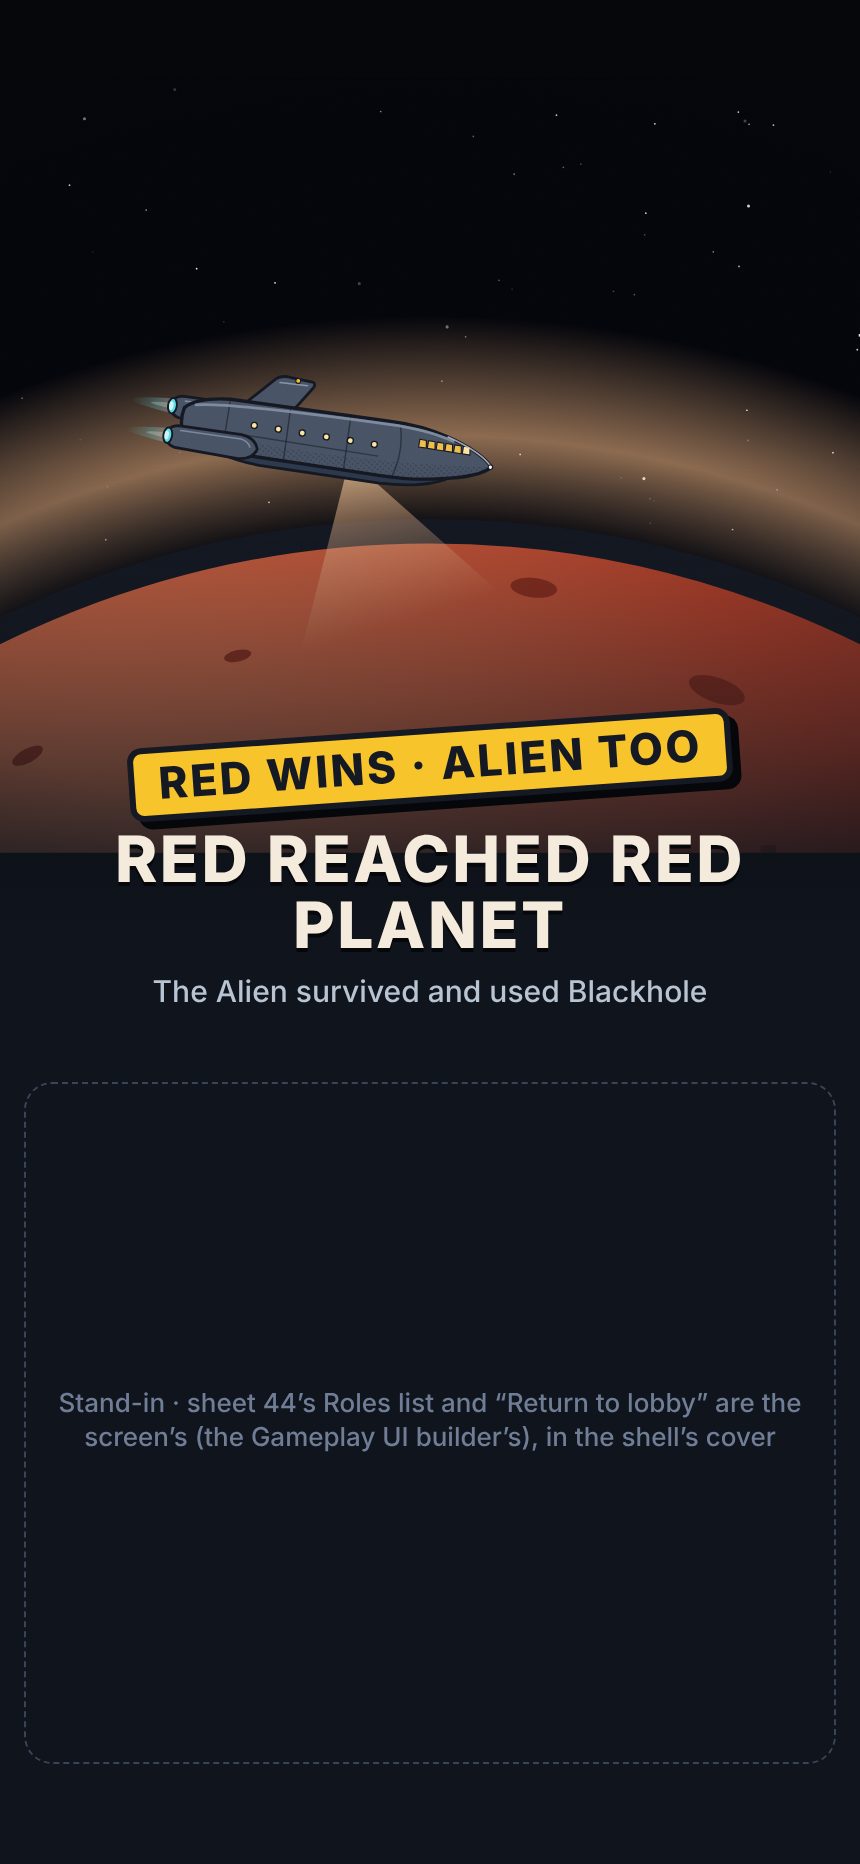 RED WINS · ALIEN TOO
RED REACHED RED
PLANET
The Alien survived and used Blackhole
Stand-in · sheet 44’s Roles list and “Return to lobby” are the
screen’s (the Gameplay UI builder’s), in the shell’s cover